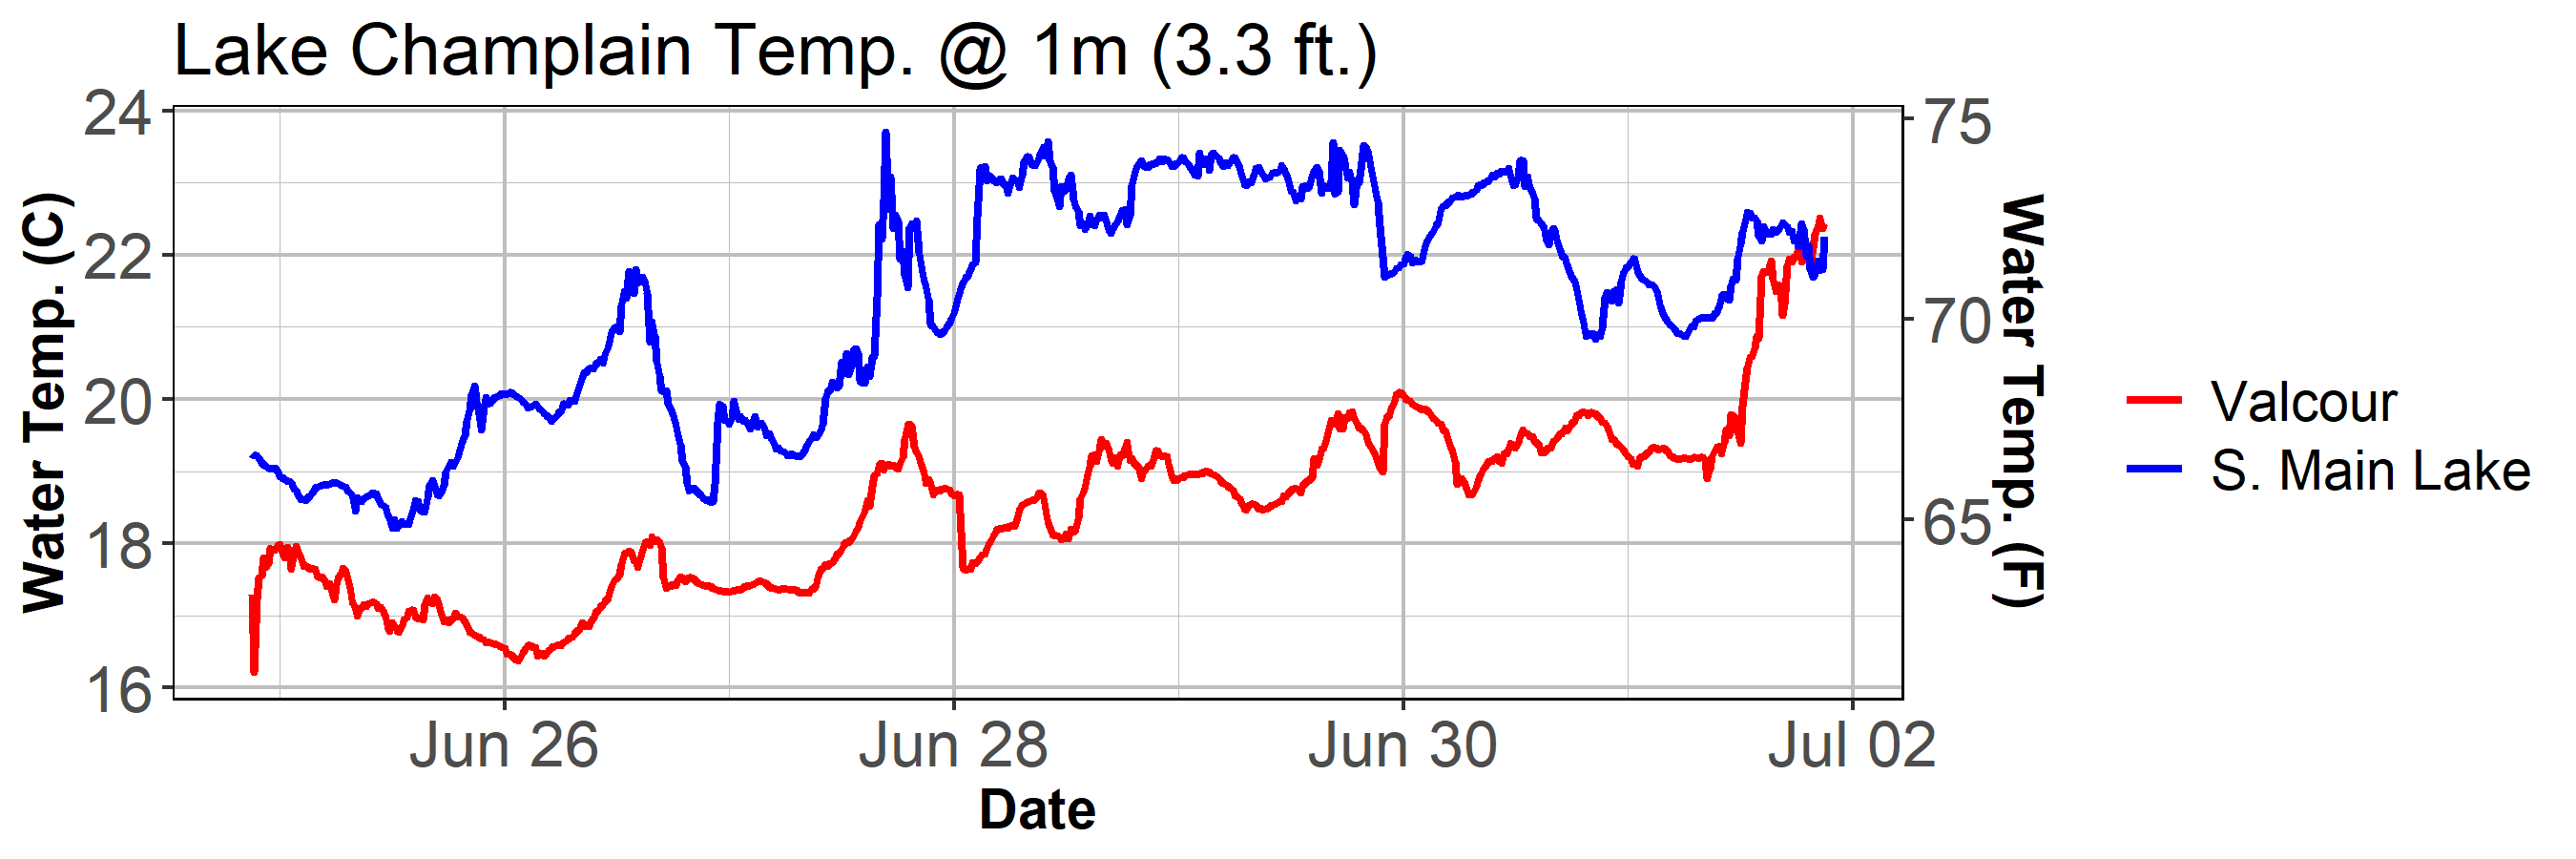 Lake Champlain Temp. @ 1m (3.3 ft.)
Water Temp. (C)
24
22
20
18
16
75
70
65
Water Temp. (F)
Jun 26
Jun 28
Jun 30
Jul 02
Date
Valcour
S. Main Lake